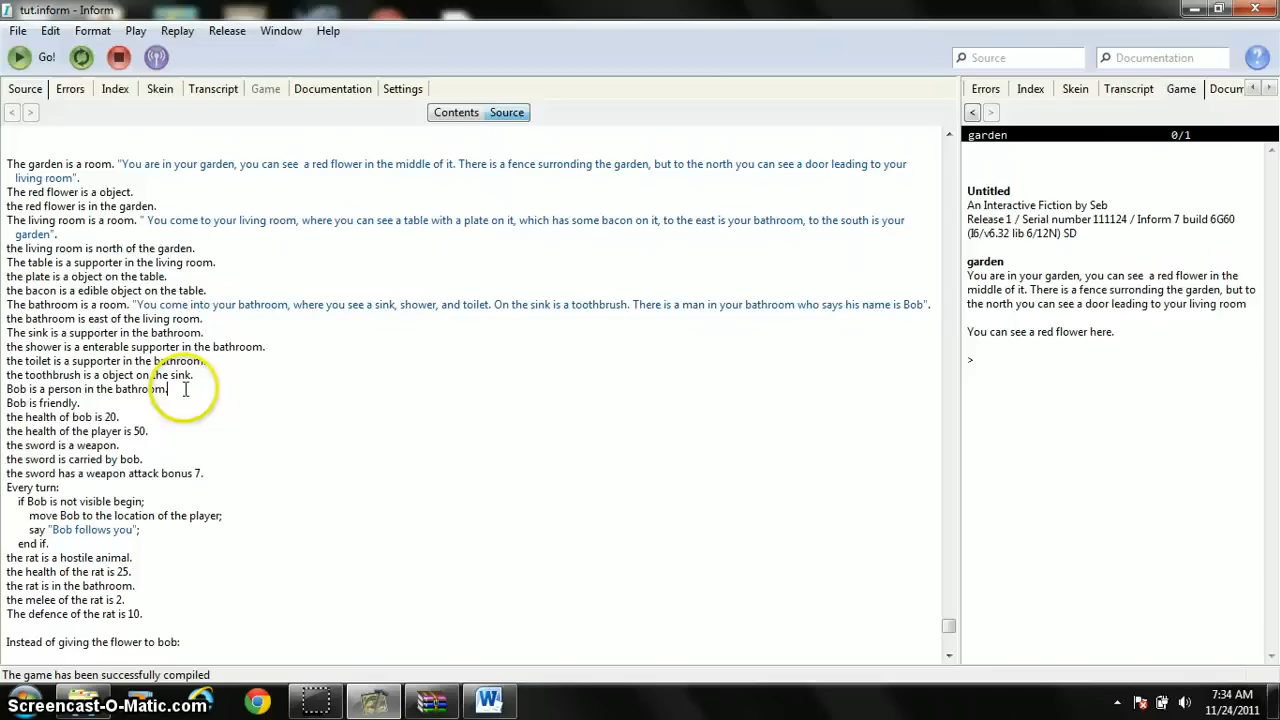 tut.inform - Inform
File Edit Format Play Replay Release Window Help
Go! Source Documentation
Source Errors Index Skein Transcript Game Documentation Settings
Errors Index Skein Transcript Game Docum
Contents Source
garden 0/1
The garden is a room. "You are in your garden, you can see a red flower in the middle of it. There is a fence surronding the garden, but to the north you can see a door leading to your
living room".
The red flower is a object.
the red flower is in the garden.
The living room is a room. " You come to your living room, where you can see a table with a plate on it, which has some bacon on it, to the east is your bathroom, to the south is your
garden".
the living room is north of the garden.
The table is a supporter in the living room.
the plate is a object on the table.
the bacon is a edible object on the table.
The bathroom is a room. "You come into your bathroom, where you see a sink, shower, and toilet. On the sink is a toothbrush. There is a man in your bathroom who says his name is Bob".
the bathroom is east of the living room.
The sink is a supporter in the bathroom.
the shower is a enterable supporter in the bathroom.
the toilet is a supporter in the bathroom.
the toothbrush is a object on the sink.
Bob is a person in the bathroom.
Bob is friendly.
the health of bob is 20.
the health of the player is 50.
the sword is a weapon.
the sword is carried by bob.
the sword has a weapon attack bonus 7.
Every turn:
if Bob is not visible begin;
move Bob to the location of the player;
say "Bob follows you";
end if.
the rat is a hostile animal.
the health of the rat is 25.
the rat is in the bathroom.
the melee of the rat is 2.
The defence of the rat is 10.
Instead of giving the flower to bob:
Untitled
An Interactive Fiction by Seb
Release 1 / Serial number 111124 / Inform 7 build 6G60
(I6/v6.32 lib 6/12N) SD
garden
You are in your garden, you can see a red flower in the
middle of it. There is a fence surronding the garden, but to
the north you can see a door leading to your living room
You can see a red flower here.
>
The game has been successfully compiled
Screencast-O-Matic.com
7:34 AM
11/24/2011